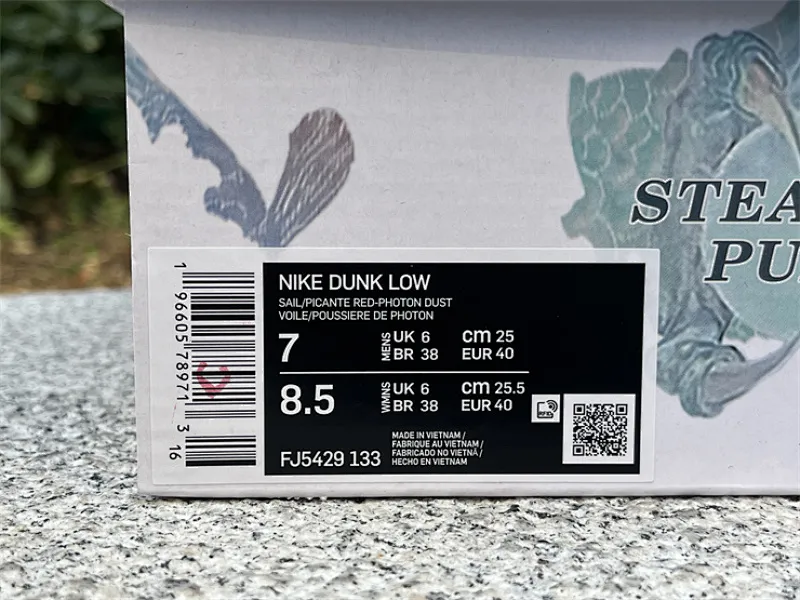 STEA
PU
NIKE DUNK LOW
SAIL/PICANTE RED-PHOTON DUST
VOILE/POUSSIERE DE PHOTON
7 MENS UK 6 cm 25
BR 38 EUR 40
8.5 WMNS UK 6 cm 25.5
BR 38 EUR 40
RFID
FJ5429 133
MADE IN VIETNAM /
FABRIQUE AU VIETNAM /
FABRICADO NO VIETNÃ /
HECHO EN VIETNAM
1 96605 78971 3 16